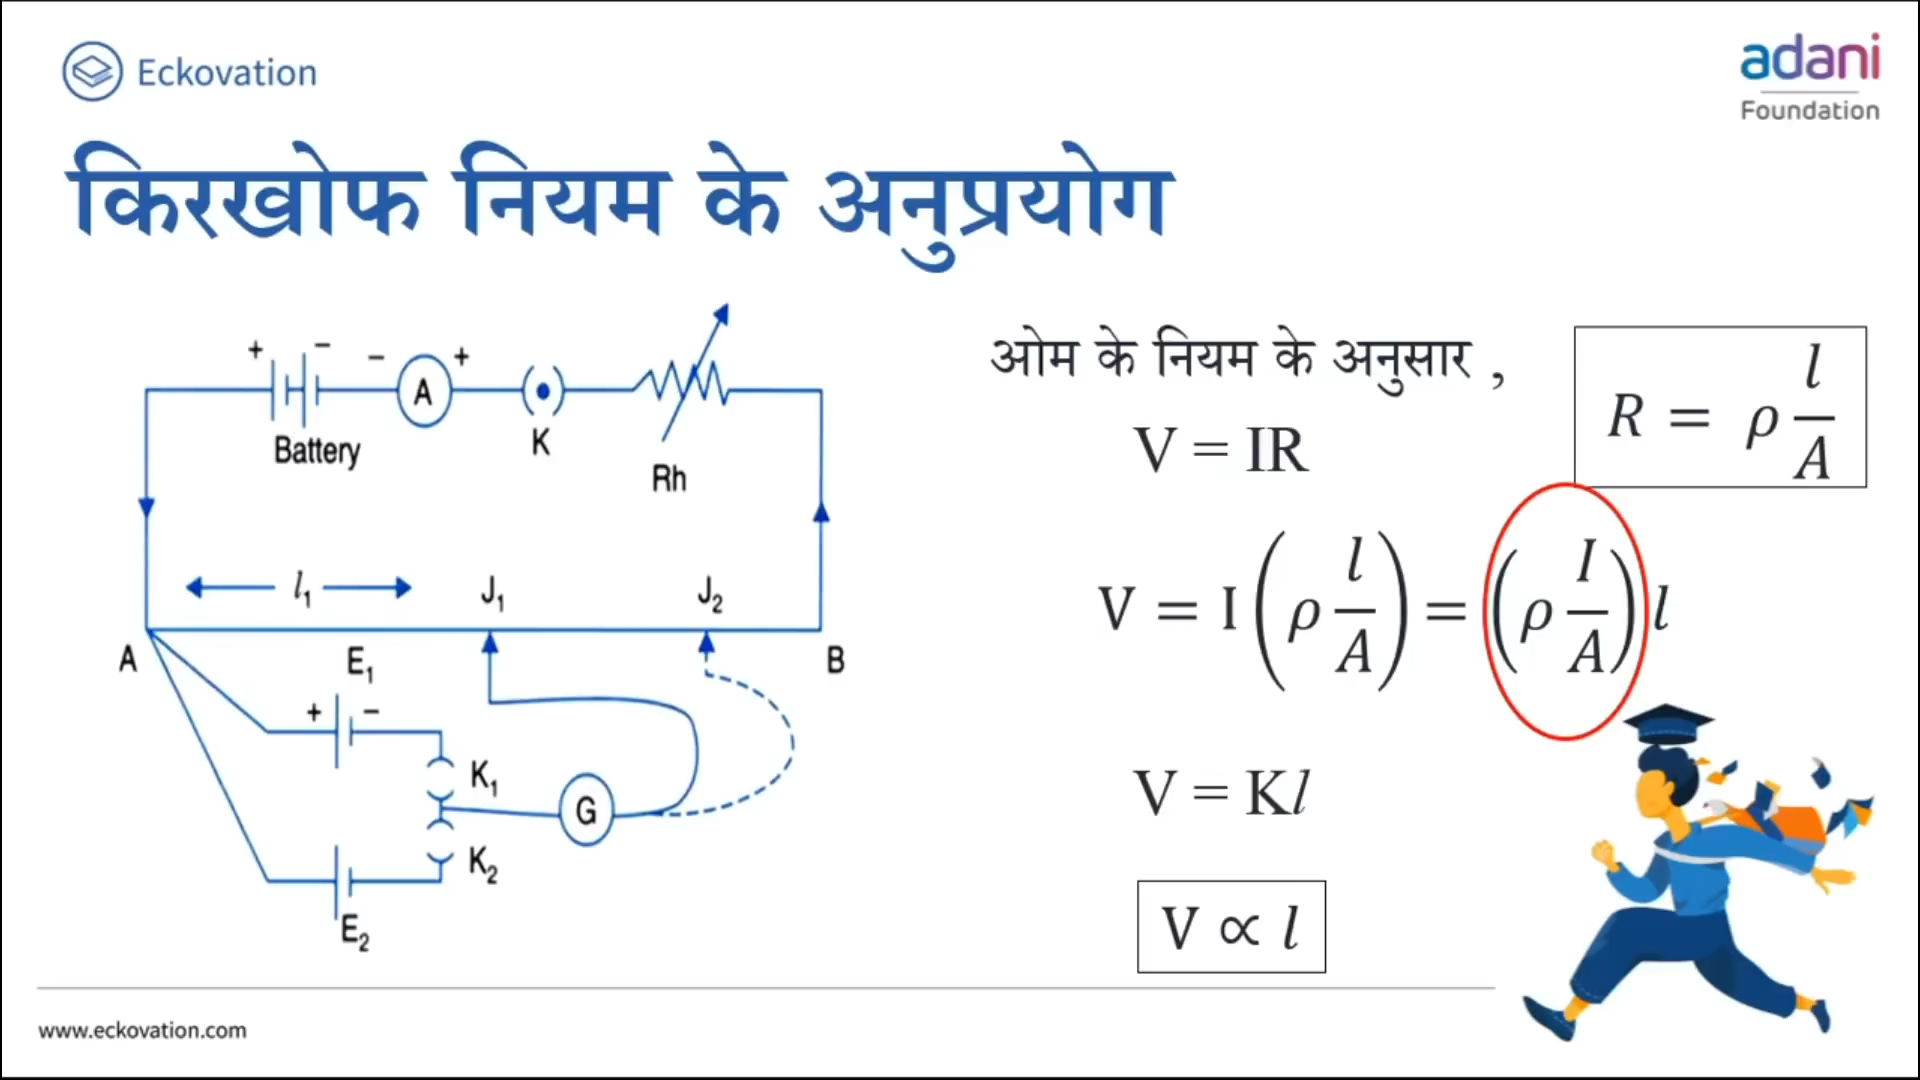 Eckovation
adani
Foundation
किरखोफ नियम के अनुप्रयोग
+ − − +
A
Battery
K
Rh
l₁
J₁
J₂
A
E₁
B
+ −
K₁
G
K₂
E₂
ओम के नियम के अनुसार ,
R = ρ l/A
V = IR
V = I(ρ l/A) = (ρ I/A) l
V = Kl
V ∝ l
www.eckovation.com